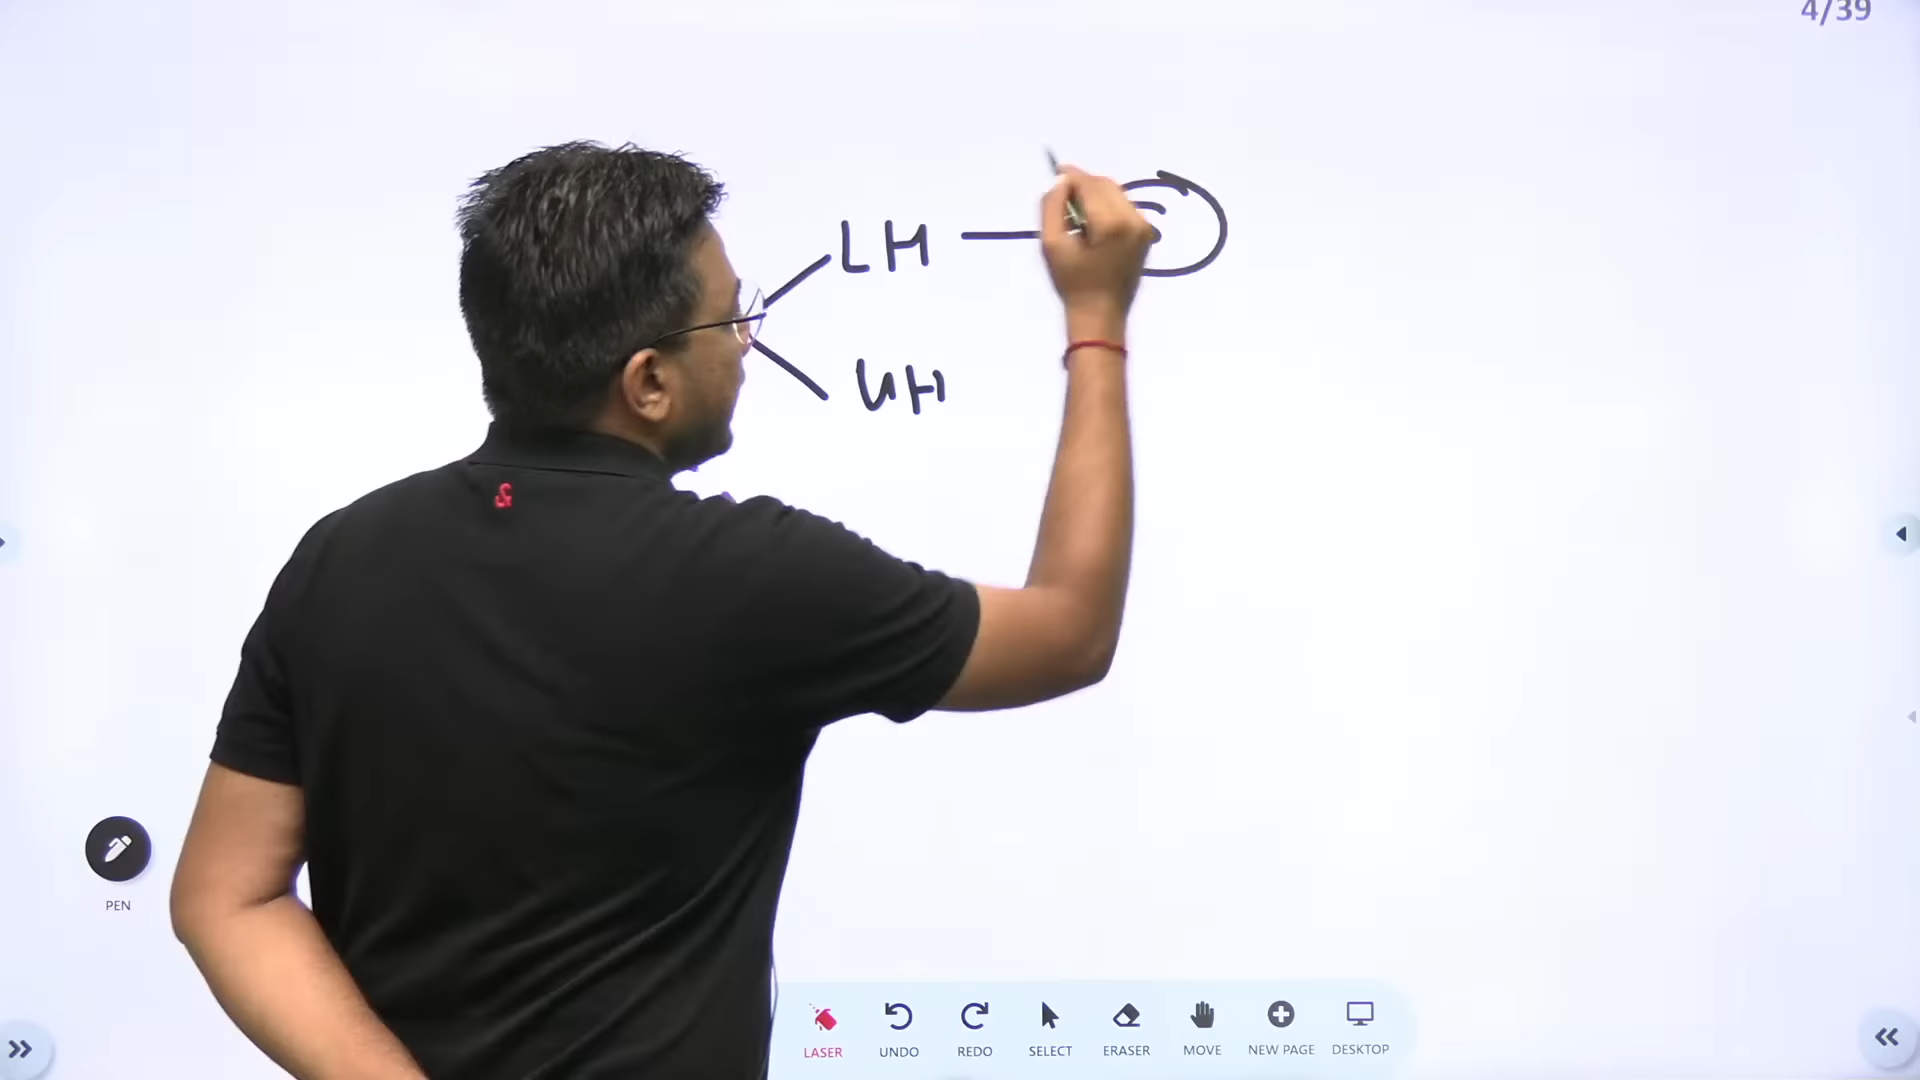 4/39
LH
UH
PEN
LASER UNDO REDO SELECT ERASER MOVE NEW PAGE DESKTOP